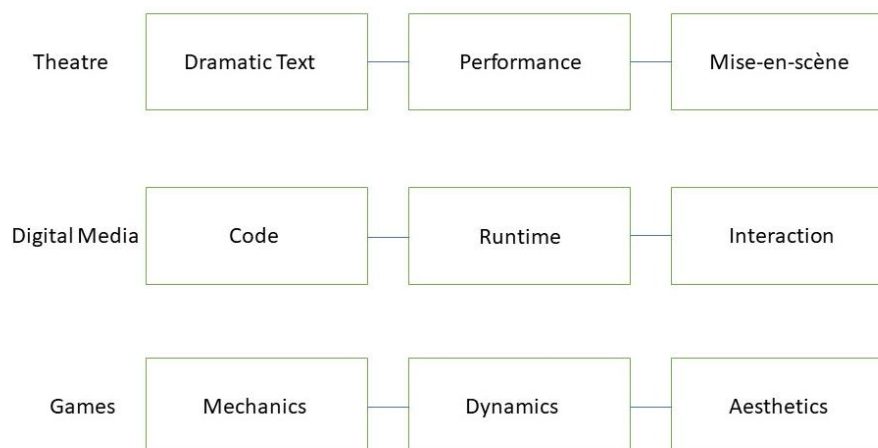 Theatre Dramatic Text Performance Mise-en-scène
Digital Media Code Runtime Interaction
Games Mechanics Dynamics Aesthetics